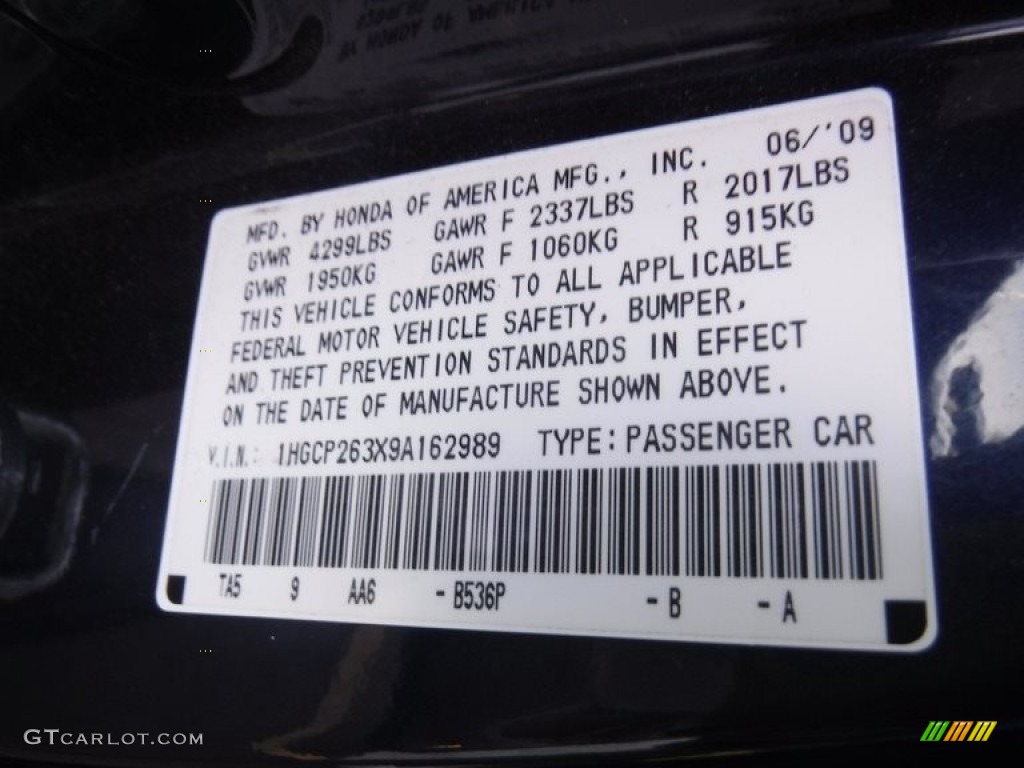 MFD. BY HONDA OF AMERICA MFG., INC. 06/'09
GVWR 4299LBS GAWR F 2337LBS R 2017LBS
GVWR 1950KG GAWR F 1060KG R 915KG
THIS VEHICLE CONFORMS TO ALL APPLICABLE
FEDERAL MOTOR VEHICLE SAFETY, BUMPER,
AND THEFT PREVENTION STANDARDS IN EFFECT
ON THE DATE OF MANUFACTURE SHOWN ABOVE.
V.I.N.: 1HGCP263X9A162989 TYPE: PASSENGER CAR
TA5 9 AA6 - B536P - B - A
GTCARLOT.COM